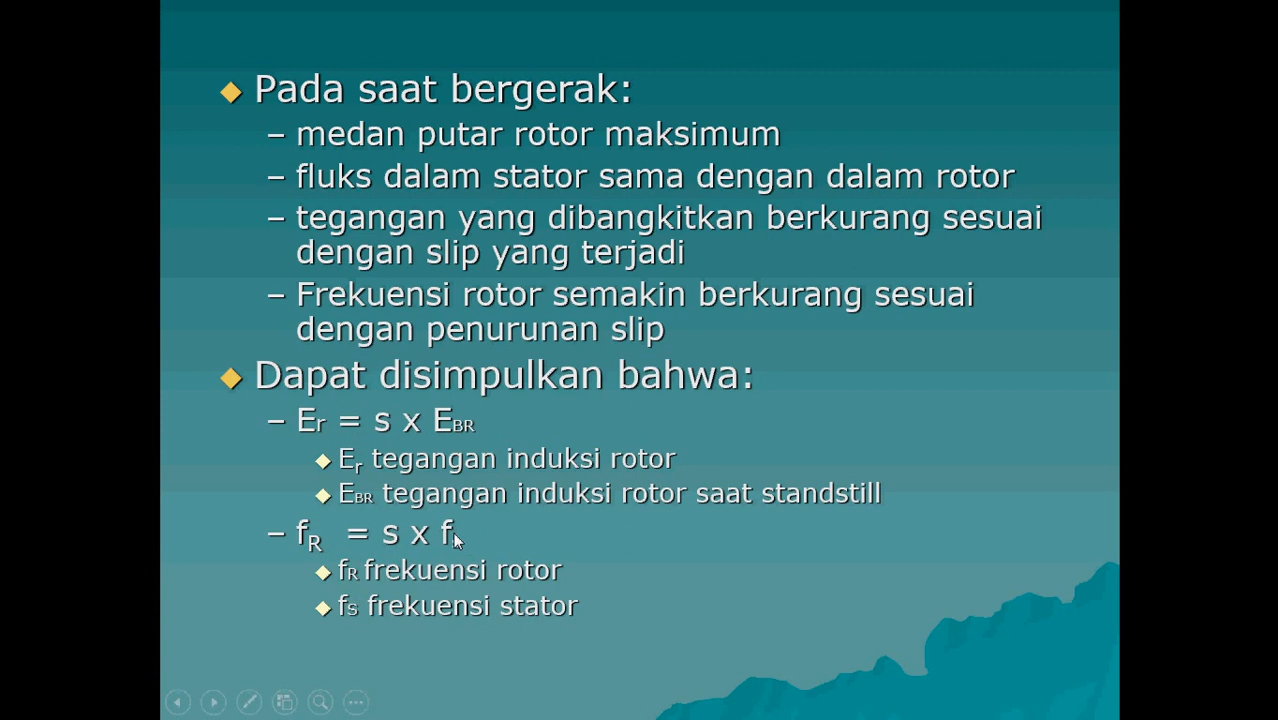 Pada saat bergerak:
– medan putar rotor maksimum
– fluks dalam stator sama dengan dalam rotor
– tegangan yang dibangkitkan berkurang sesuai
dengan slip yang terjadi
– Frekuensi rotor semakin berkurang sesuai
dengan penurunan slip
Dapat disimpulkan bahwa:
– Er = s x EBR
Er tegangan induksi rotor
EBR tegangan induksi rotor saat standstill
– fR = s x f
fR frekuensi rotor
fS frekuensi stator